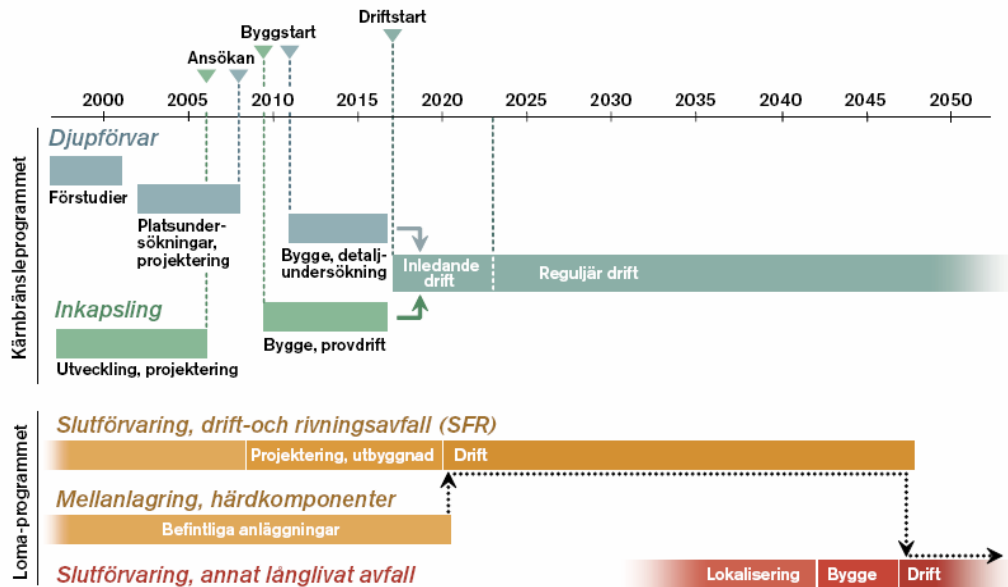 Driftstart
Byggstart
Ansökan
2000 2005 2010 2015 2020 2025 2030 2035 2040 2045 2050
Kärnbränsleprogrammet
Djupförvar
Förstudier
Platsunder-
sökningar,
projektering
Bygge, detalj-
undersökning
Inledande
drift
Reguljär drift
Inkapsling
Bygge, provdrift
Utveckling, projektering
Loma-programmet
Slutförvaring, drift-och rivningsavfall (SFR)
Projektering, utbyggnad Drift
Mellanlagring, härdkomponenter
Befintliga anläggningar
Slutförvaring, annat långlivat avfall
Lokalisering Bygge Drift